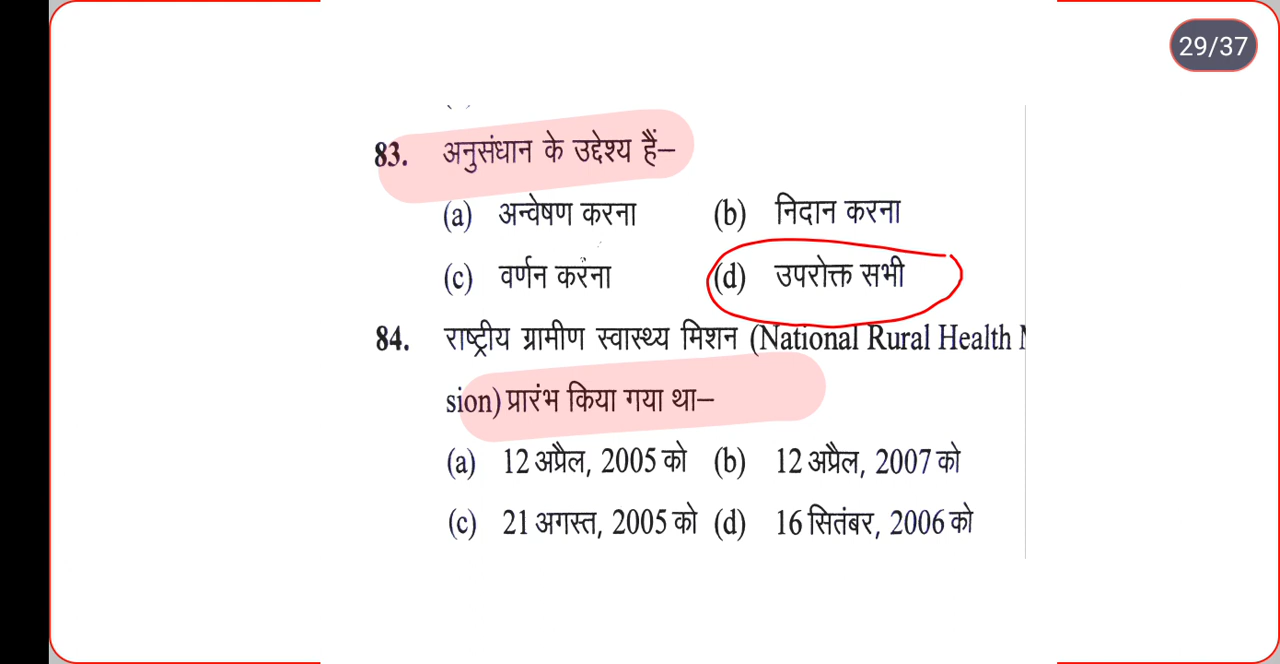 29/37
83. अनुसंधान के उद्देश्य हैं–
(a) अन्वेषण करना (b) निदान करना
(c) वर्णन करना (d) उपरोक्त सभी
84. राष्ट्रीय ग्रामीण स्वास्थ्य मिशन (National Rural Health
sion) प्रारंभ किया गया था–
(a) 12 अप्रैल, 2005 को (b) 12 अप्रैल, 2007 को
(c) 21 अगस्त, 2005 को (d) 16 सितंबर, 2006 को